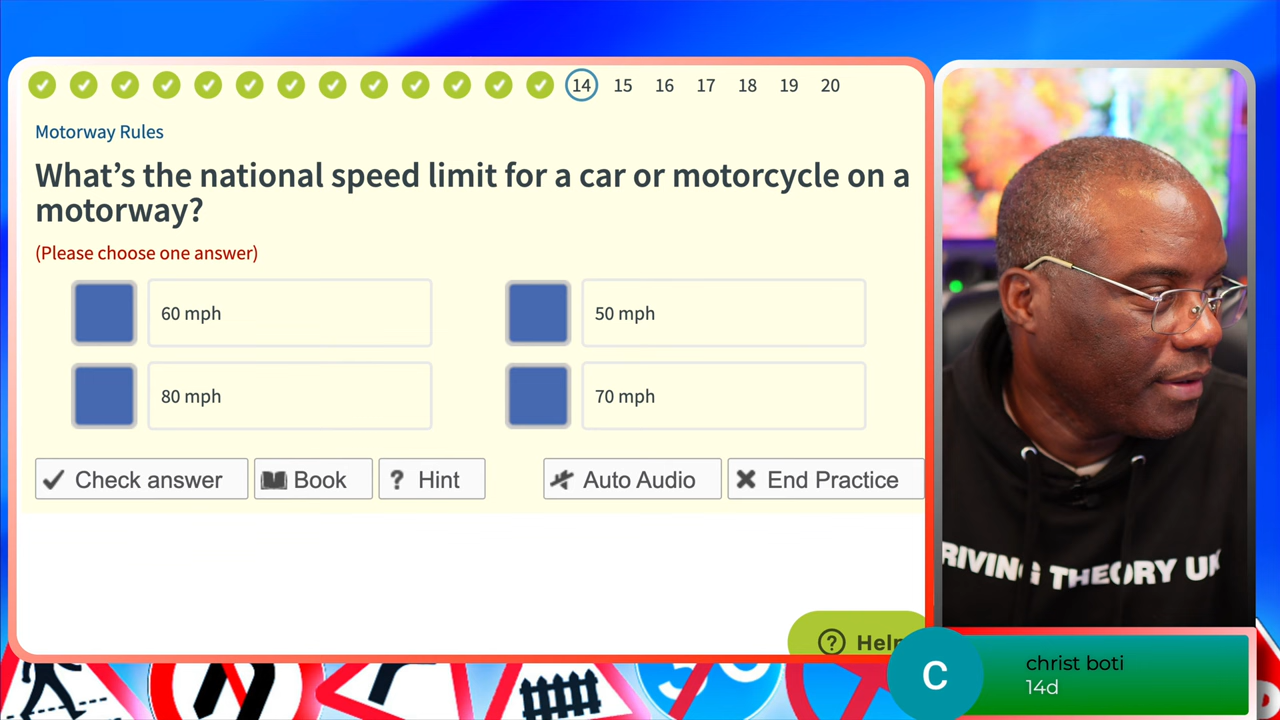 14 15 16 17 18 19 20
Motorway Rules
What's the national speed limit for a car or motorcycle on a
motorway?
(Please choose one answer)
60 mph
50 mph
80 mph
70 mph
Check answer
Book
? Hint
Auto Audio
End Practice
? Help
RIVING THEORY UK
C
christ boti
14d